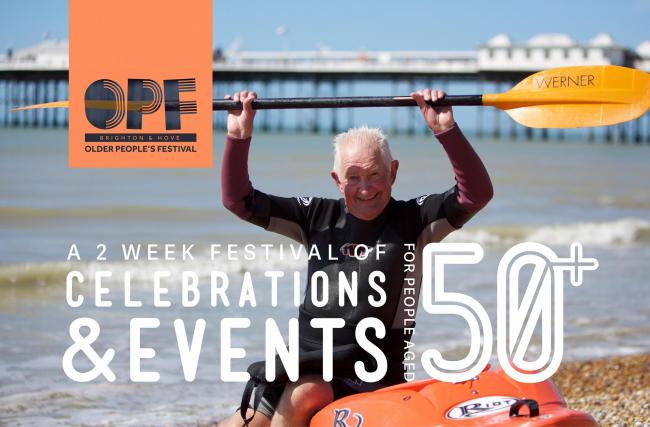 OPF
BRIGHTON & HOVE
OLDER PEOPLE'S FESTIVAL
WERNER
A 2 WEEK FESTIVAL OF
CELEBRATIONS
& EVENTS
FOR PEOPLE AGED
50+
RIOT